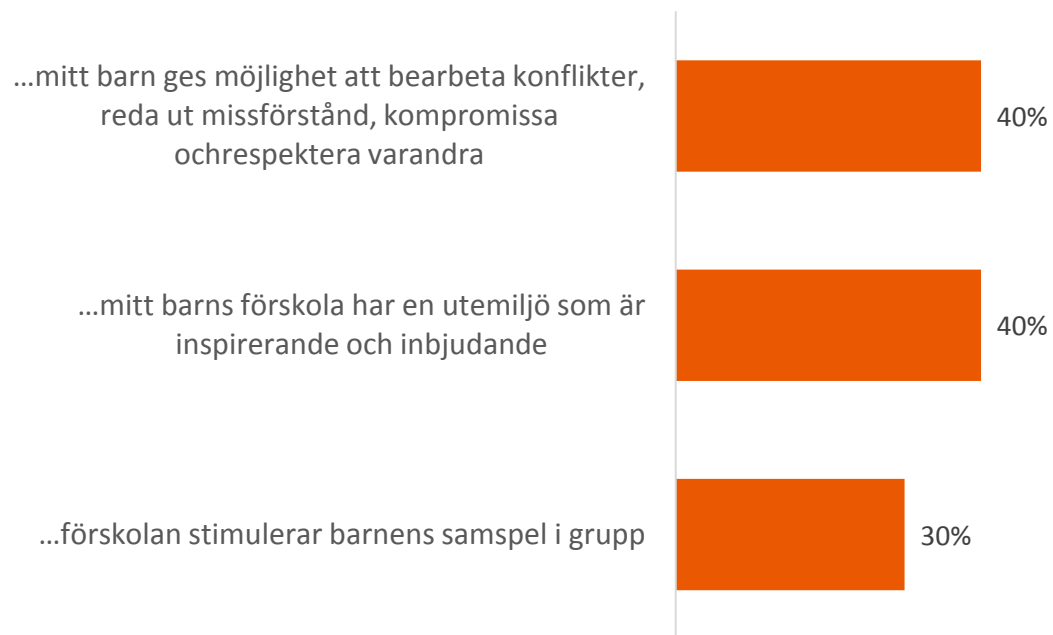 ...mitt barn ges möjlighet att bearbeta konflikter,
reda ut missförstånd, kompromissa
ochrespektera varandra
40%
...mitt barns förskola har en utemiljö som är
inspirerande och inbjudande
40%
...förskolan stimulerar barnens samspel i grupp
30%